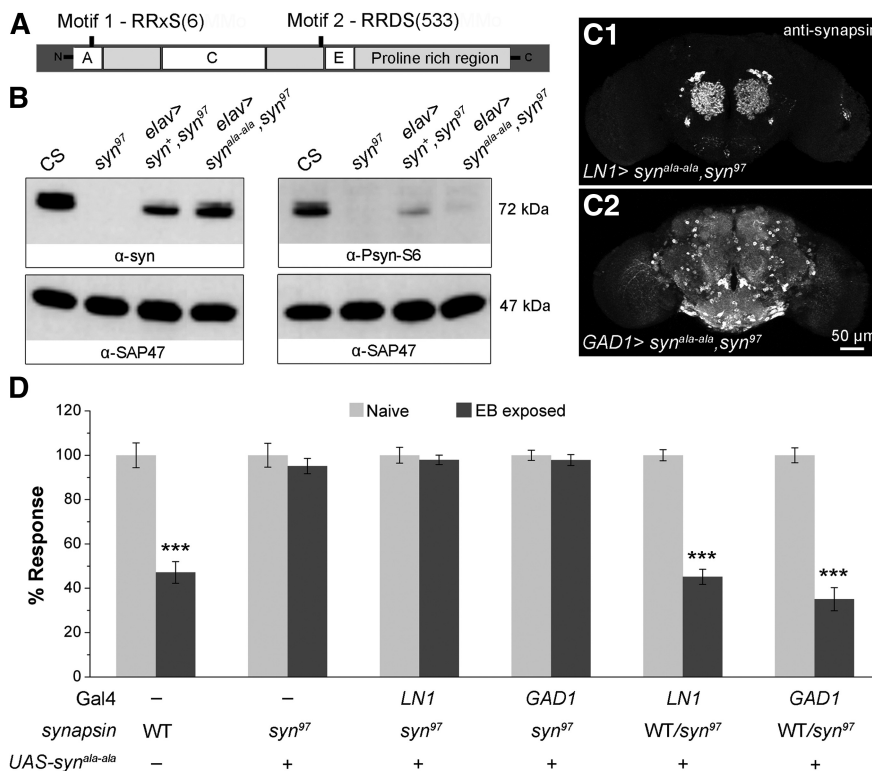 A
Motif 1 - RRxS(6)
Motif 2 - RRDS(533)
N
A
C
E
Proline rich region
C
B
CS
syn97
elav>
syn+,syn97
elav>
synala-ala,syn97
CS
syn97
elav>
syn+,syn97
elav>
synala-ala,syn97
72 kDa
α-syn
α-Psyn-S6
47 kDa
α-SAP47
α-SAP47
C1
anti-synapsin
LN1> synala-ala,syn97
C2
GAD1> synala-ala,syn97
50 μm
D
Naive
EB exposed
% Response
120
100
80
60
40
20
0
***
***
***
Gal4 – – LN1 GAD1 LN1 GAD1
synapsin WT syn97 syn97 syn97 WT/syn97 WT/syn97
UAS-synala-ala – + + + + +